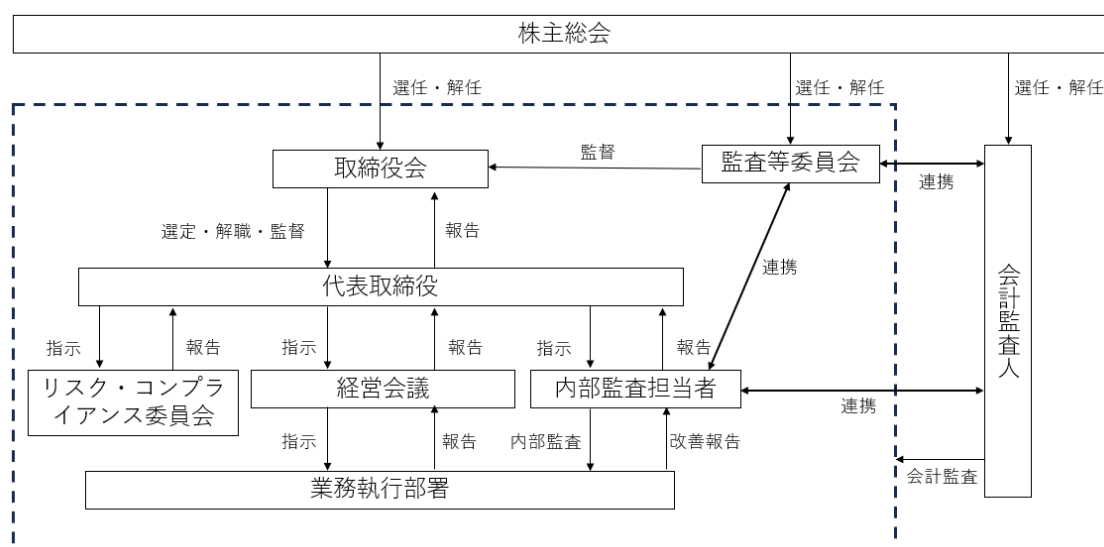 株主総会
選任・解任
選任・解任
選任・解任
取締役会
監督
監査等委員会
連携
選定・解職・監督
報告
連携
代表取締役
会計監査人
指示
報告
指示
報告
指示
報告
リスク・コンプラ
イアンス委員会
経営会議
内部監査担当者
連携
指示
報告
内部監査
改善報告
会計監査
業務執行部署